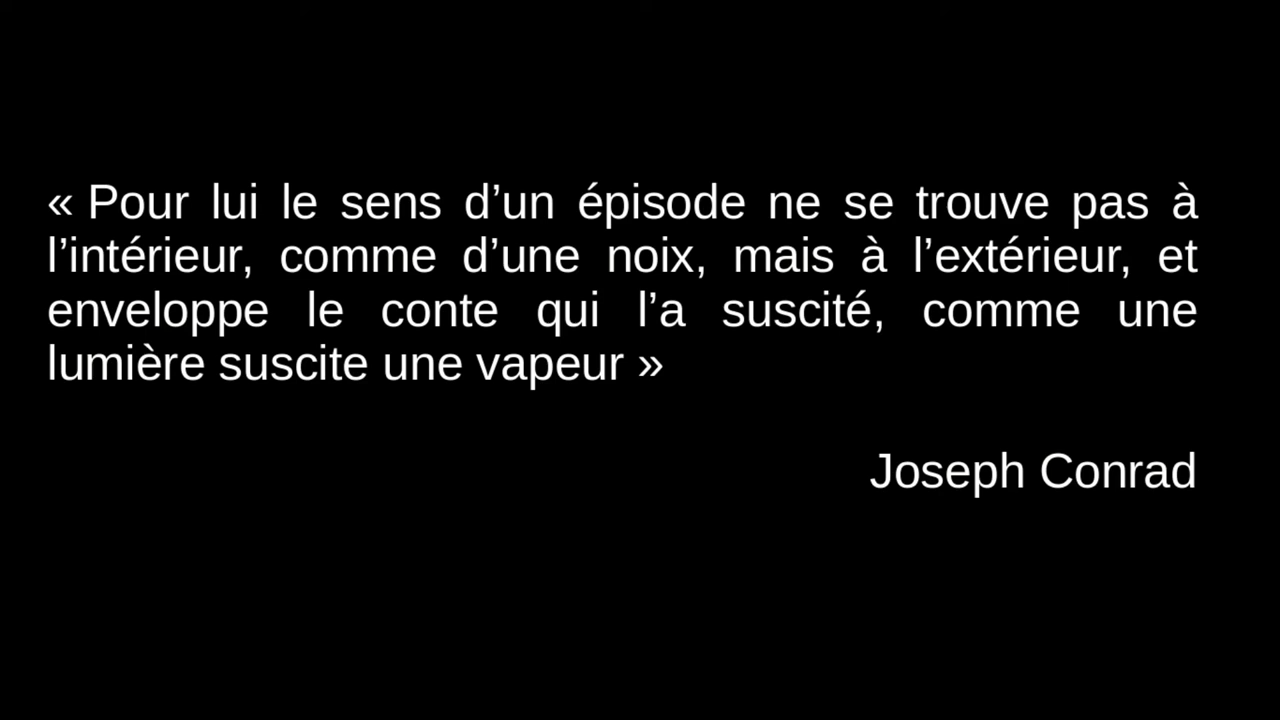 « Pour lui le sens d’un épisode ne se trouve pas à
l’intérieur, comme d’une noix, mais à l’extérieur, et
enveloppe le conte qui l’a suscité, comme une
lumière suscite une vapeur »
Joseph Conrad